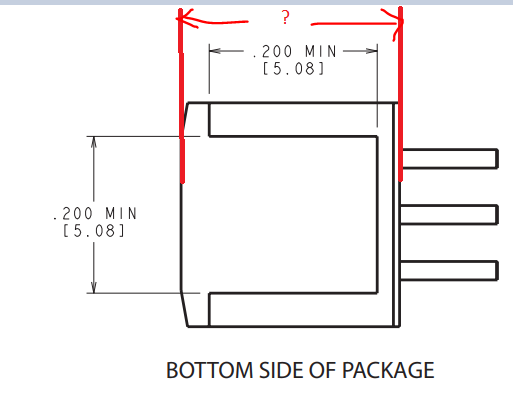 ?
.200 MIN
[5.08]
.200 MIN
[5.08]
BOTTOM SIDE OF PACKAGE